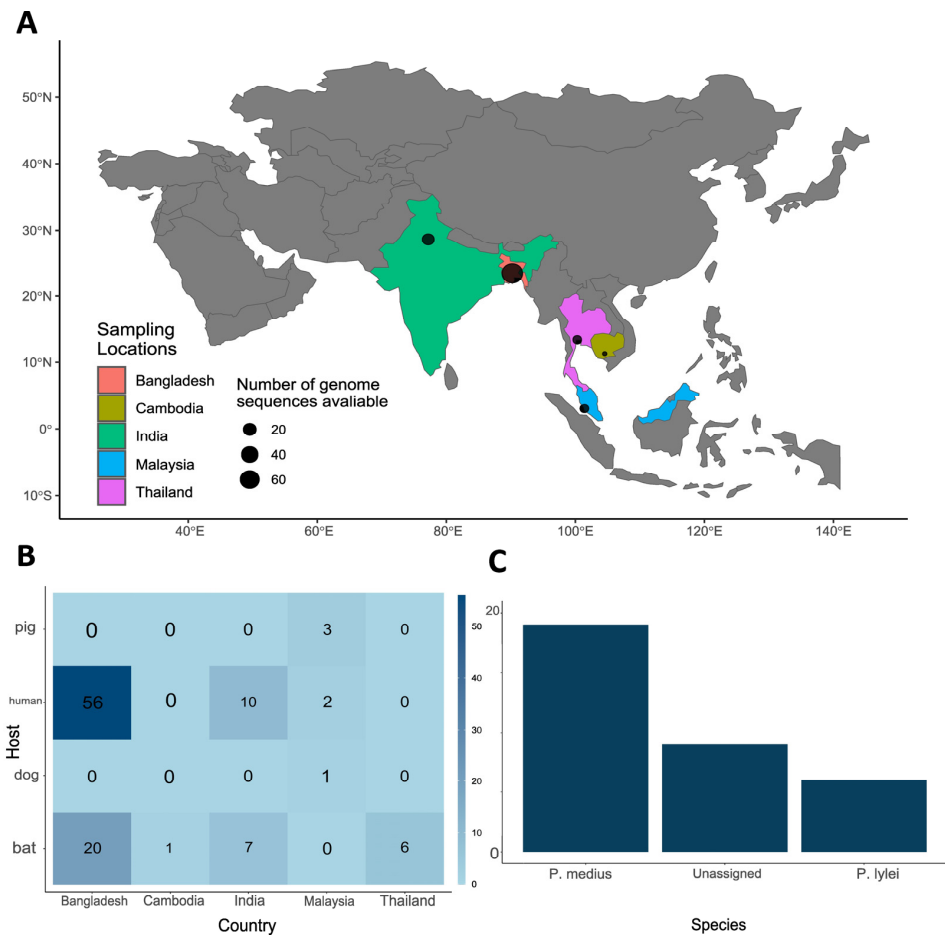 A
50°N
40°N
30°N
20°N
10°N
0°
10°S
40°E
60°E
80°E
100°E
120°E
140°E
Sampling
Locations
Bangladesh
Cambodia
India
Malaysia
Thailand
Number of genome
sequences avaliable
20
40
60
B
Host
pig
0 0 0 3 0
human
56 0 10 2 0
dog
0 0 0 1 0
bat
20 1 7 0 6
Bangladesh Cambodia India Malaysia Thailand
Country
50
40
30
20
10
0
C
20
0
P. medius Unassigned P. lylei
Species